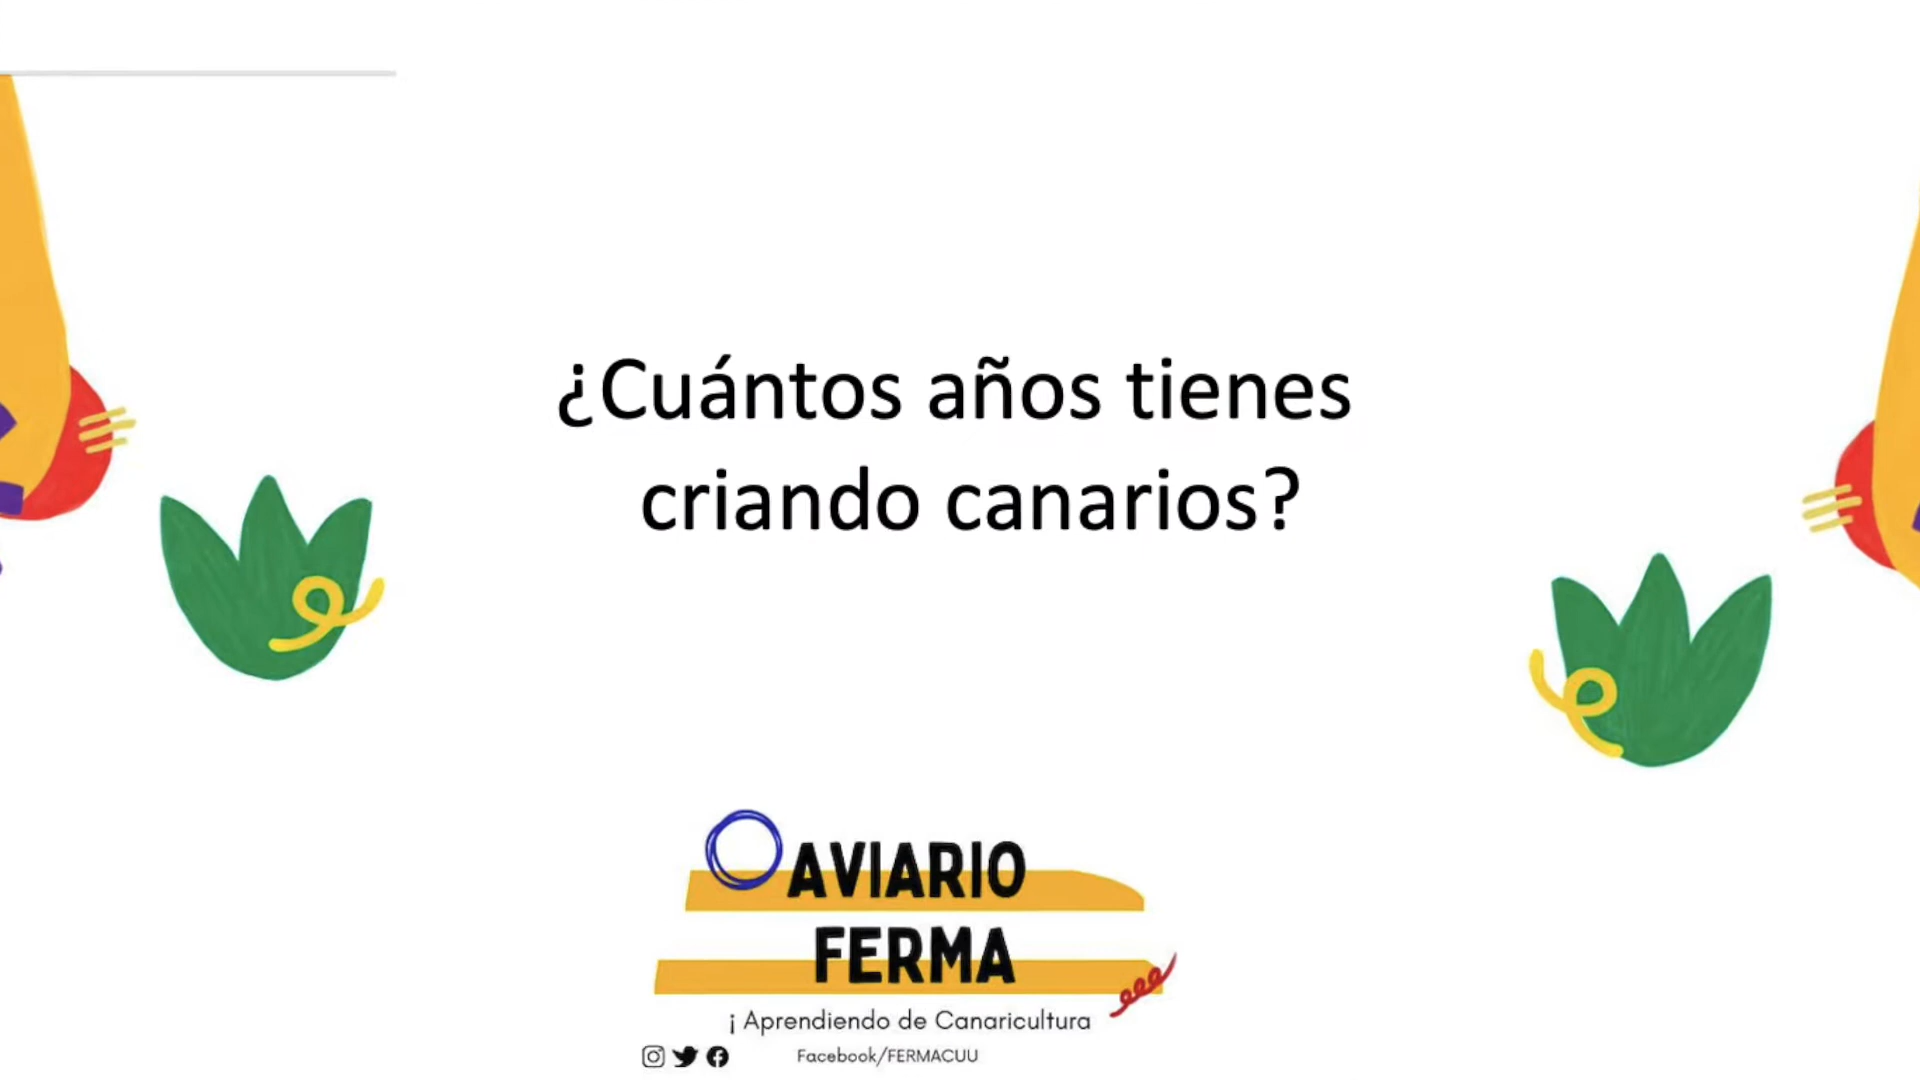 ¿Cuántos años tienes
criando canarios?
AVIARIO
FERMA
¡ Aprendiendo de Canaricultura
Facebook/FERMACUU